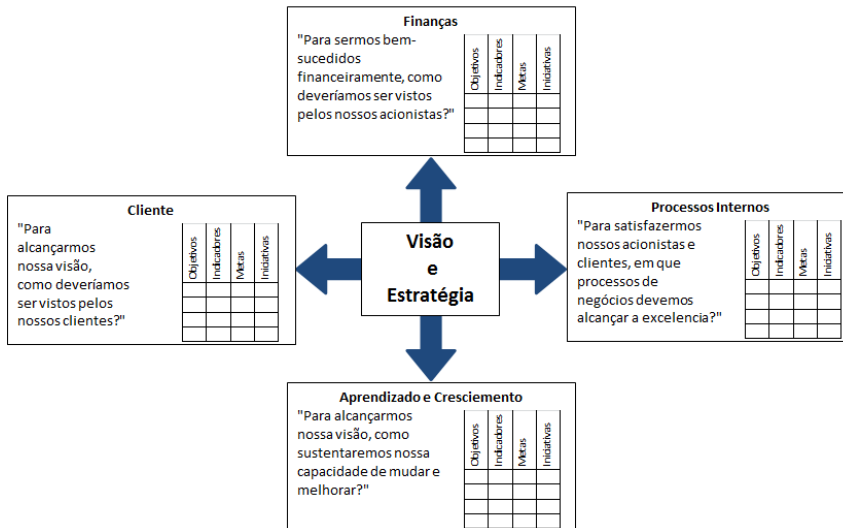 Finanças
"Para sermos bem-
sucedidos
financeiramente, como
deveríamos ser vistos
pelos nossos acionistas?"
Objetivos
Indicadores
Metas
Iniciativas
Cliente
"Para
alcançarmos
nossa visão,
como deveríamos
ser vistos pelos
nossos clientes?"
Objetivos
Indicadores
Metas
Iniciativas
Visão
e
Estratégia
Processos Internos
"Para satisfazermos
nossos acionistas e
clientes, em que
processos de
negócios devemos
alcançar a excelencia?"
Objetivos
Indicadores
Metas
Iniciativas
Aprendizado e Cresciemento
"Para alcançarmos
nossa visão, como
sustentaremos nossa
capacidade de mudar e
melhorar?"
Objetivos
Indicadores
Metas
Iniciativas